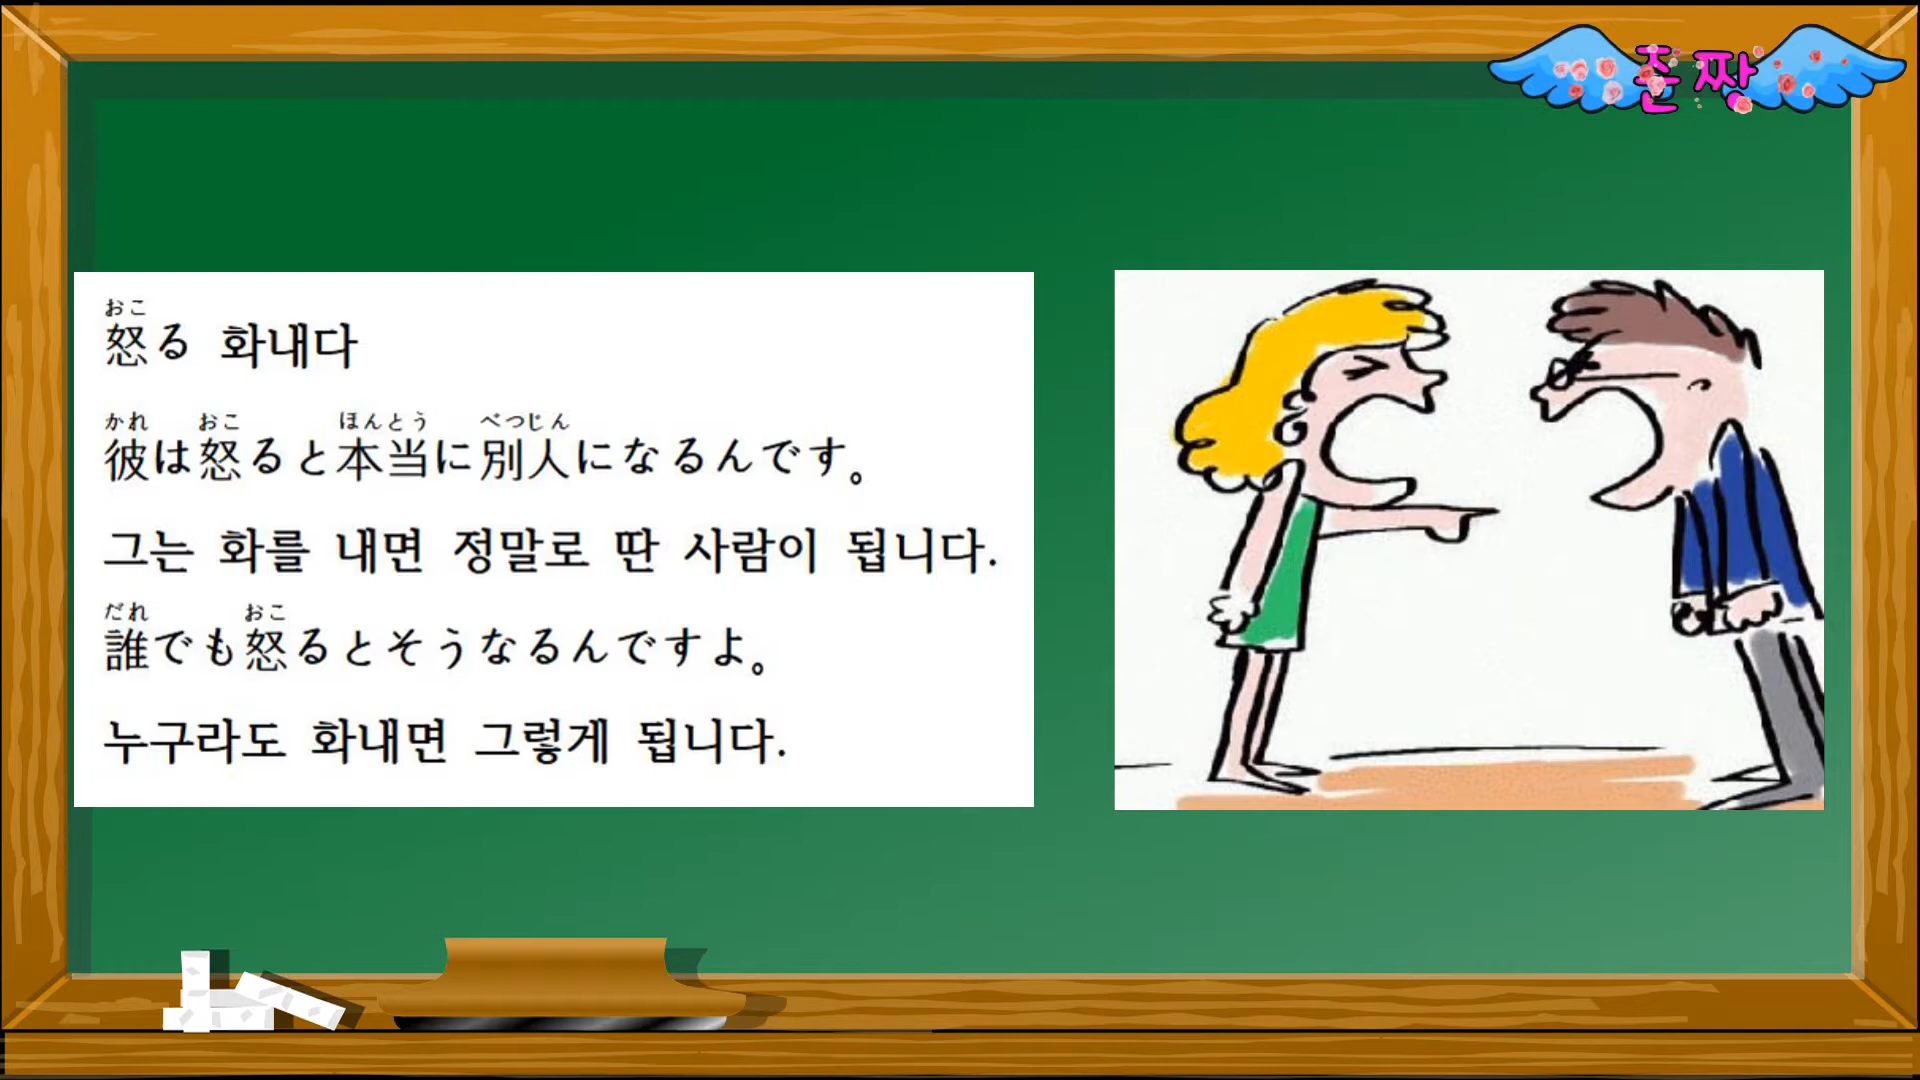 おこ
怒る 화내다
かれ おこ ほんとう べつじん
彼は怒ると本当に別人になるんです。
그는 화를 내면 정말로 딴 사람이 됩니다.
だれ おこ
誰でも怒るとそうなるんですよ。
누구라도 화내면 그렇게 됩니다.
존짱